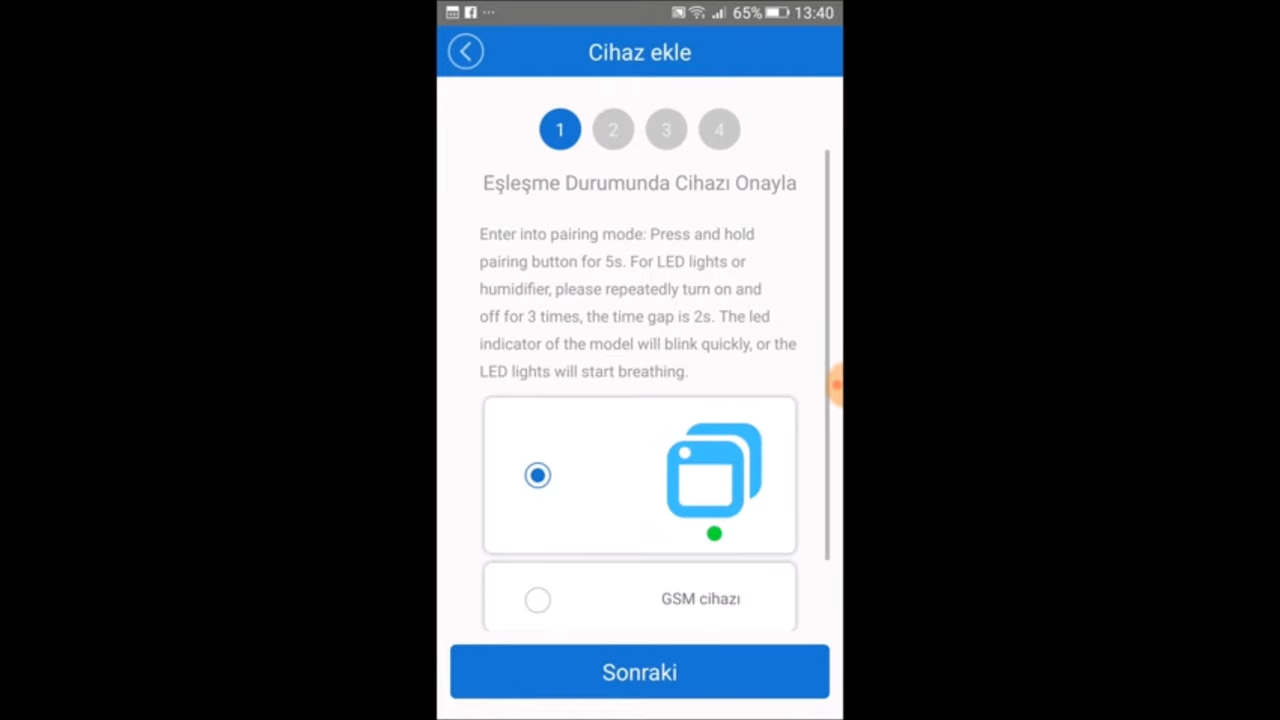 65% 13:40
Cihaz ekle
1 2 3 4
Eşleşme Durumunda Cihazı Onayla
Enter into pairing mode: Press and hold
pairing button for 5s. For LED lights or
humidifier, please repeatedly turn on and
off for 3 times, the time gap is 2s. The led
indicator of the model will blink quickly, or the
LED lights will start breathing.
GSM cihazı
Sonraki